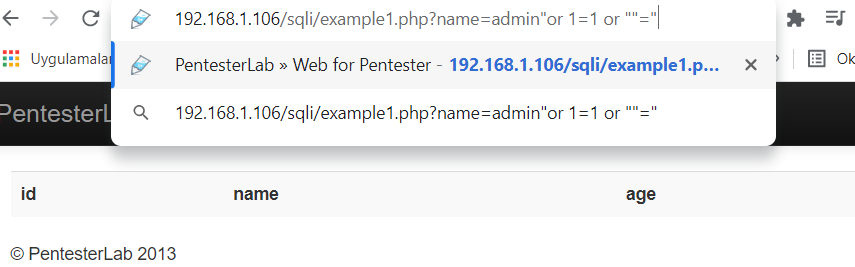 192.168.1.106/sqli/example1.php?name=admin"or 1=1 or ""="
Uygulamalar
PentesterLab » Web for Pentester - 192.168.1.106/sqli/example1.p...
» Ok
PentesterL
192.168.1.106/sqli/example1.php?name=admin"or 1=1 or ""="
id name age
© PentesterLab 2013